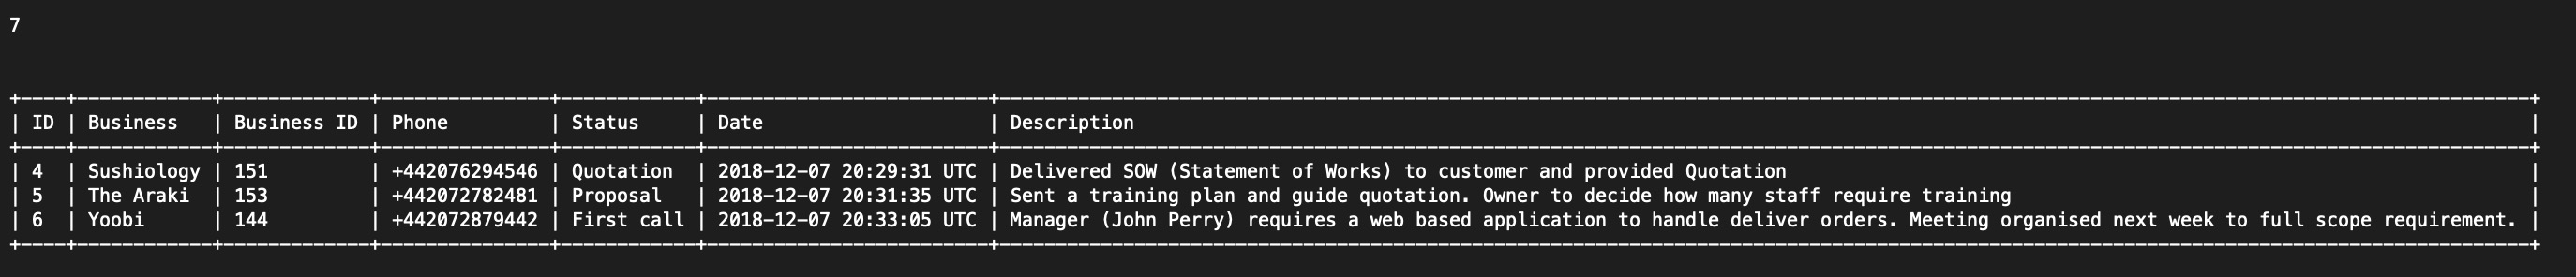 7
+----+------------+-------------+---------------+------------+-------------------------+----------------------------------------------------------------------------------------------------------------------------------------+
| ID | Business   | Business ID | Phone         | Status     | Date                    | Description                                                                                                                            |
+----+------------+-------------+---------------+------------+-------------------------+----------------------------------------------------------------------------------------------------------------------------------------+
| 4  | Sushiology | 151         | +442076294546 | Quotation  | 2018-12-07 20:29:31 UTC | Delivered SOW (Statement of Works) to customer and provided Quotation                                                                  |
| 5  | The Araki  | 153         | +442072782481 | Proposal   | 2018-12-07 20:31:35 UTC | Sent a training plan and guide quotation. Owner to decide how many staff require training                                              |
| 6  | Yoobi      | 144         | +442072879442 | First call | 2018-12-07 20:33:05 UTC | Manager (John Perry) requires a web based application to handle deliver orders. Meeting organised next week to full scope requirement. |
+----+------------+-------------+---------------+------------+-------------------------+----------------------------------------------------------------------------------------------------------------------------------------+